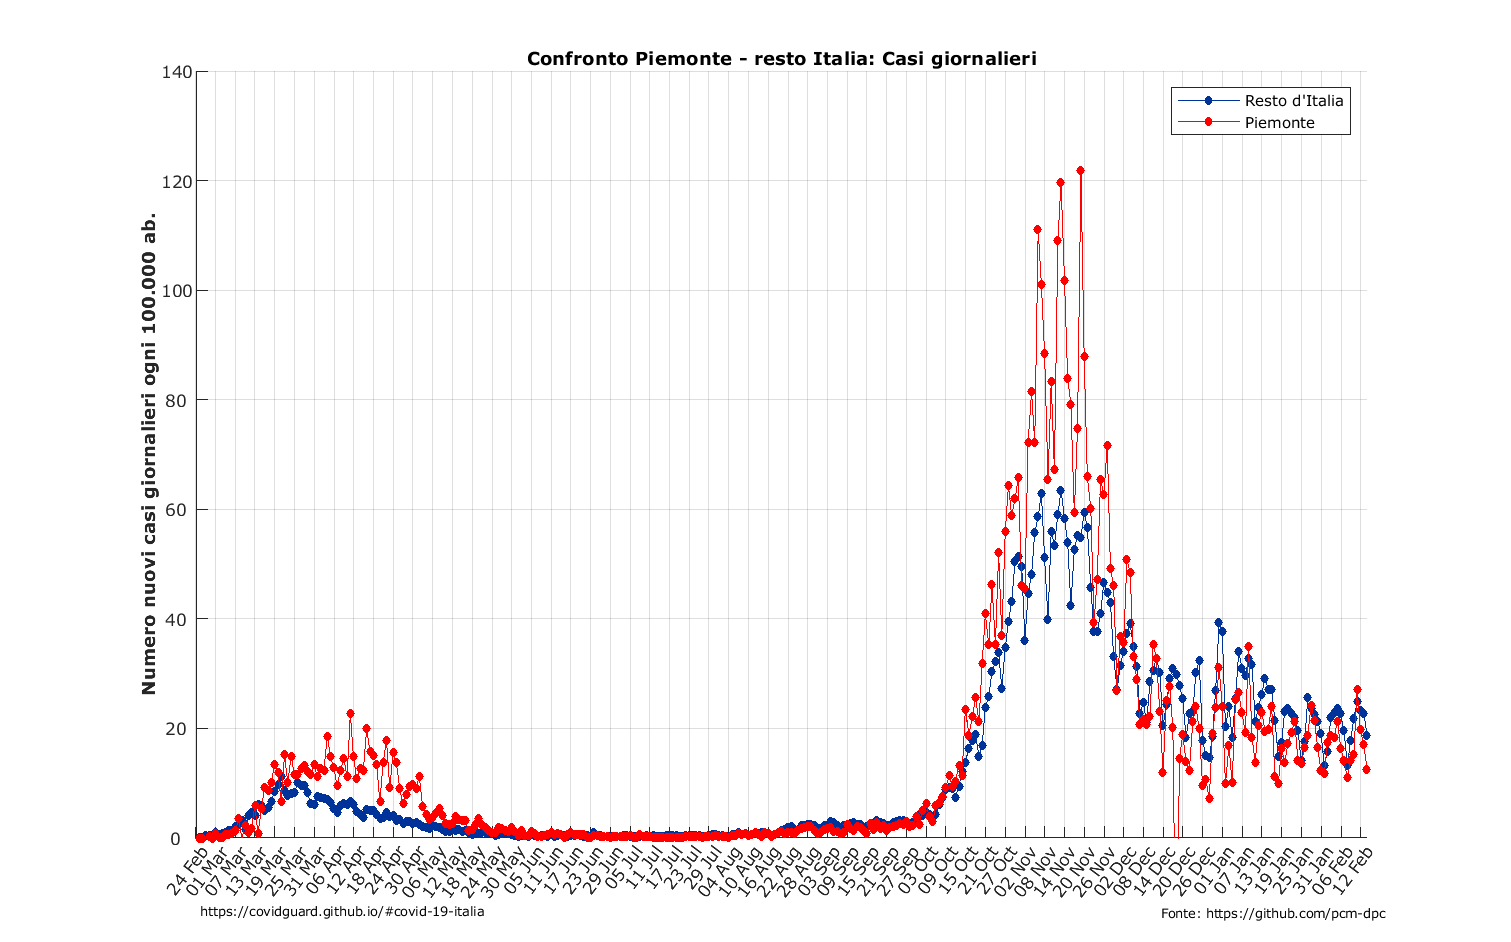 Confronto Piemonte - resto Italia: Casi giornalieri
Resto d'Italia
Piemonte
Numero nuovi casi giornalieri ogni 100.000 ab.
140
120
100
80
60
40
20
0
24 Feb
01 Mar
07 Mar
13 Mar
19 Mar
25 Mar
31 Mar
06 Apr
12 Apr
18 Apr
24 Apr
30 Apr
06 May
12 May
18 May
24 May
30 May
05 Jun
11 Jun
17 Jun
23 Jun
29 Jun
05 Jul
11 Jul
17 Jul
23 Jul
29 Jul
04 Aug
10 Aug
16 Aug
22 Aug
28 Aug
03 Sep
09 Sep
15 Sep
21 Sep
27 Sep
03 Oct
09 Oct
15 Oct
21 Oct
27 Oct
02 Nov
08 Nov
14 Nov
20 Nov
26 Nov
02 Dec
08 Dec
14 Dec
20 Dec
26 Dec
01 Jan
07 Jan
13 Jan
19 Jan
25 Jan
31 Jan
06 Feb
12 Feb
https://covidguard.github.io/#covid-19-italia
Fonte: https://github.com/pcm-dpc